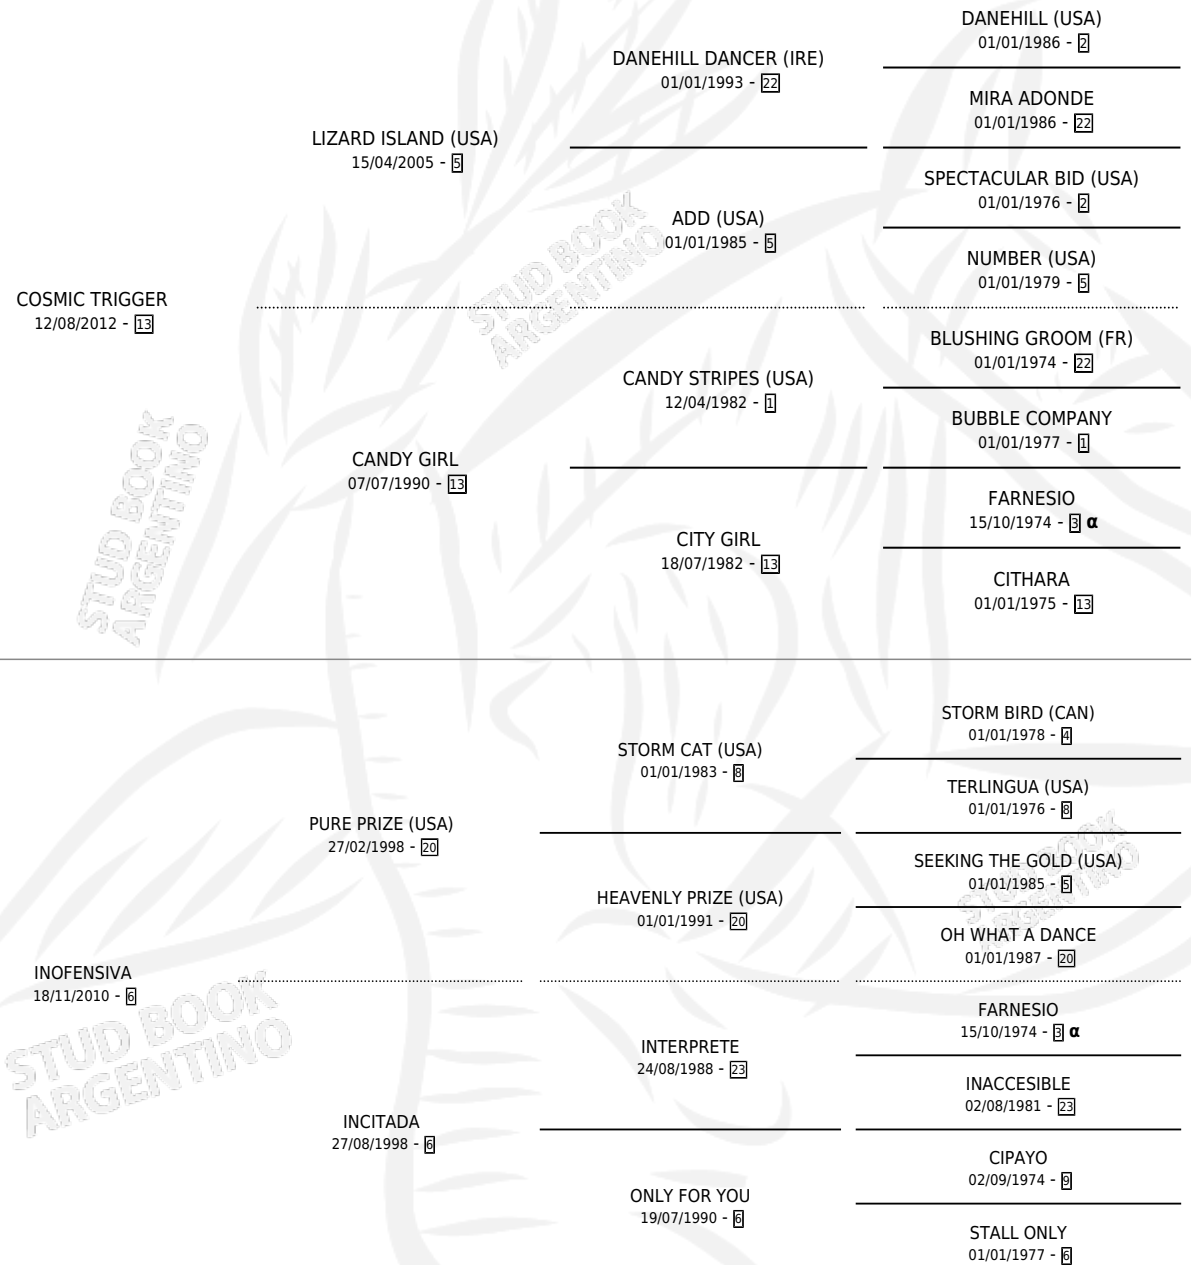 DANEHILL (USA)
01/01/1986 - 2
DANEHILL DANCER (IRE)
01/01/1993 - 22
MIRA ADONDE
01/01/1986 - 22
LIZARD ISLAND (USA)
15/04/2005 - 5
SPECTACULAR BID (USA)
01/01/1976 - 2
ADD (USA)
01/01/1985 - 5
NUMBER (USA)
01/01/1979 - 5
STUD BOOK
ARGENTINO
COSMIC TRIGGER
12/08/2012 - 13
BLUSHING GROOM (FR)
01/01/1974 - 22
CANDY STRIPES (USA)
12/04/1982 - 1
BUBBLE COMPANY
01/01/1977 - 1
CANDY GIRL
07/07/1990 - 13
FARNESIO
15/10/1974 - 3 α
CITY GIRL
18/07/1982 - 13
CITHARA
01/01/1975 - 13
STUD BOOK
ARGENTINO
STORM BIRD (CAN)
01/01/1978 - 4
STORM CAT (USA)
01/01/1983 - 8
TERLINGUA (USA)
01/01/1976 - 8
PURE PRIZE (USA)
27/02/1998 - 20
SEEKING THE GOLD (USA)
01/01/1985 - 5
STUD BOOK
ARGENTINO
HEAVENLY PRIZE (USA)
01/01/1991 - 20
OH WHAT A DANCE
01/01/1987 - 20
INOFENSIVA
18/11/2010 - 6
STUD BOOK
ARGENTINO
FARNESIO
15/10/1974 - 3 α
INTERPRETE
24/08/1988 - 23
INACCESIBLE
02/08/1981 - 23
INCITADA
27/08/1998 - 6
CIPAYO
02/09/1974 - 9
ONLY FOR YOU
19/07/1990 - 6
STALL ONLY
01/01/1977 - 6